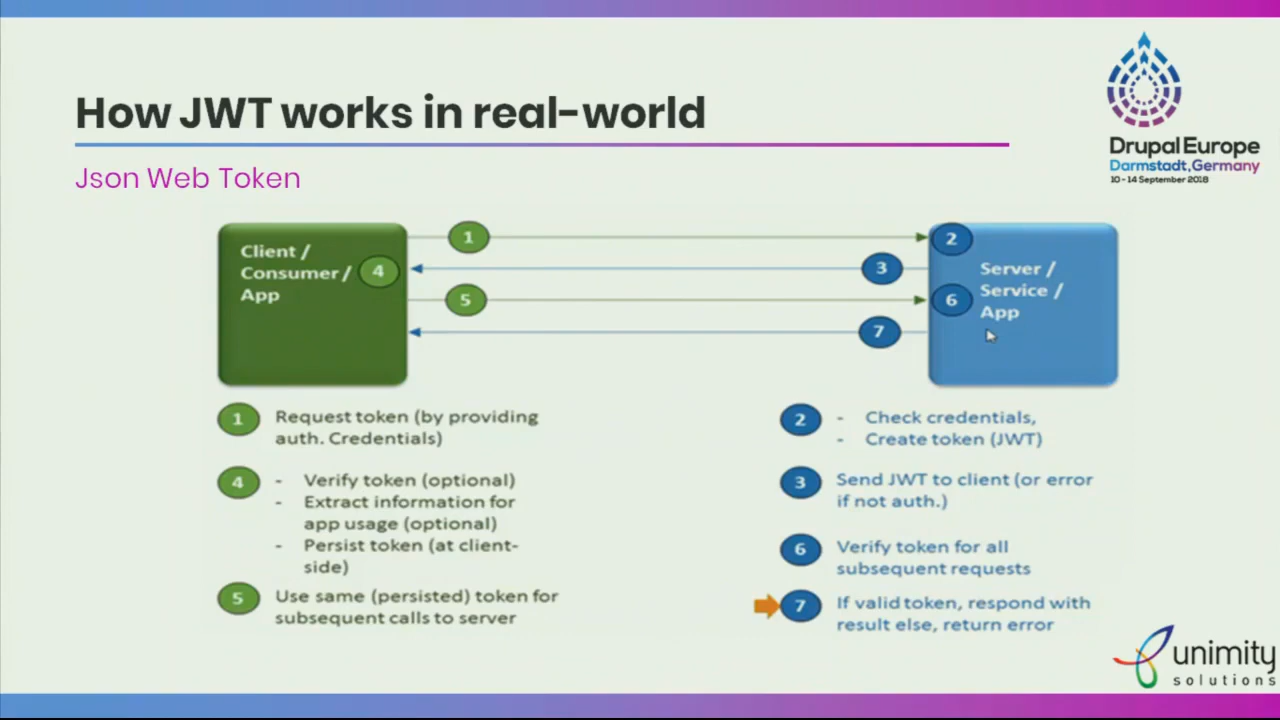 How JWT works in real-world
Json Web Token
Drupal Europe
Darmstadt,Germany
10 - 14 September 2018
Client /
Consumer /
App
4
1
5
2
3
6
7
Server /
Service /
App
1 Request token (by providing
auth. Credentials)
4 - Verify token (optional)
- Extract information for
app usage (optional)
- Persist token (at client-
side)
5 Use same (persisted) token for
subsequent calls to server
2 - Check credentials,
- Create token (JWT)
3 Send JWT to client (or error
if not auth.)
6 Verify token for all
subsequent requests
7 If valid token, respond with
result else, return error
unimity
solutions